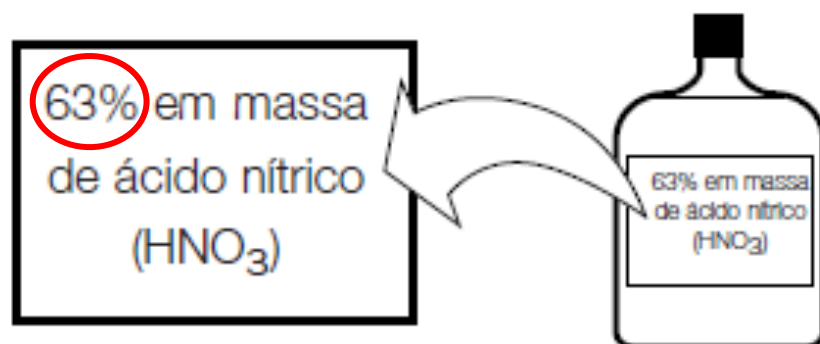 63% em massa
de ácido nítrico
(HNO₃)
63% em massa
de ácido nítrico
(HNO₃)